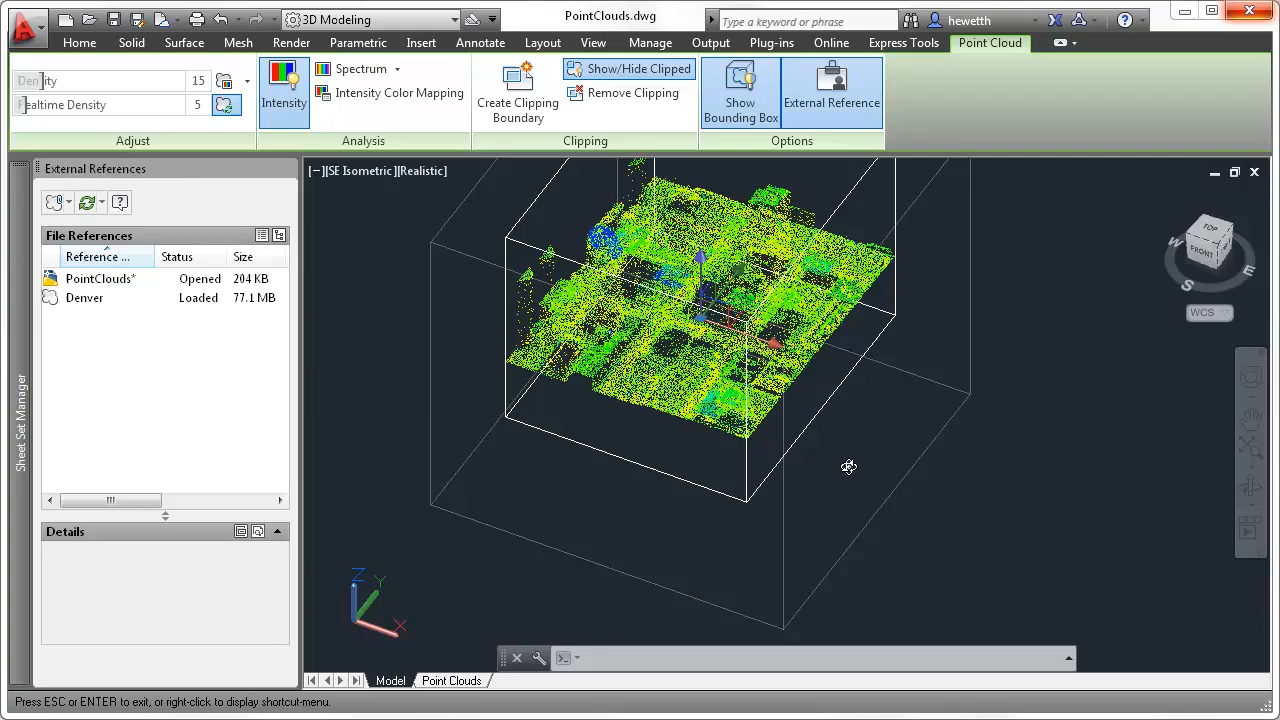 3D Modeling
PointClouds.dwg
Type a keyword or phrase
hewetth
Home Solid Surface Mesh Render Parametric Insert Annotate Layout View Manage Output Plug-ins Online Express Tools Point Cloud
Density 15
Realtime Density 5
Adjust
Intensity
Spectrum
Intensity Color Mapping
Analysis
Create Clipping
Boundary
Show/Hide Clipped
Remove Clipping
Clipping
Show
Bounding Box
External Reference
Options
External References
File References
Reference ... Status Size
PointClouds* Opened 204 KB
Denver Loaded 77.1 MB
Details
Sheet Set Manager
[−][SE Isometric][Realistic]
TOP
FRONT
W
S
E
WCS
Z
Y
X
Model Point Clouds
Press ESC or ENTER to exit, or right-click to display shortcut-menu.